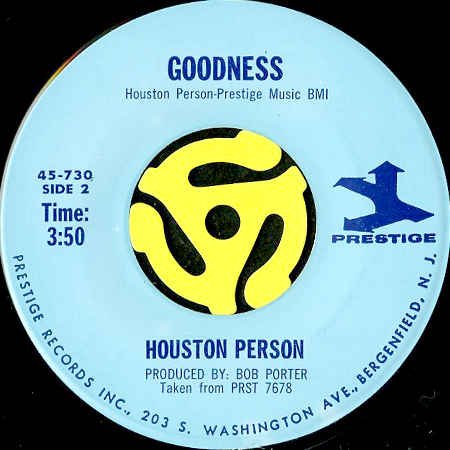 GOODNESS
Houston Person-Prestige Music BMI
45-730
SIDE 2
Time:
3:50
PRESTIGE
HOUSTON PERSON
PRODUCED BY: BOB PORTER
Taken from PRST 7678
PRESTIGE RECORDS INC., 203 S. WASHINGTON AVE., BERGENFIELD, N. J.